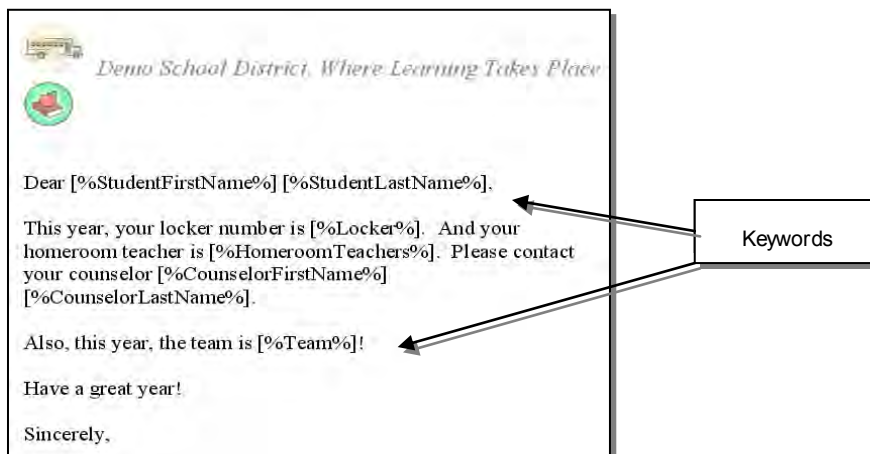 Demo School District, Where Learning Takes Place
Dear [%StudentFirstName%] [%StudentLastName%],
This year, your locker number is [%Locker%].  And your
homeroom teacher is [%HomeroomTeachers%].  Please contact
your counselor [%CounselorFirstName%]
[%CounselorLastName%].
Also, this year, the team is [%Team%]!
Have a great year!
Sincerely,
Keywords